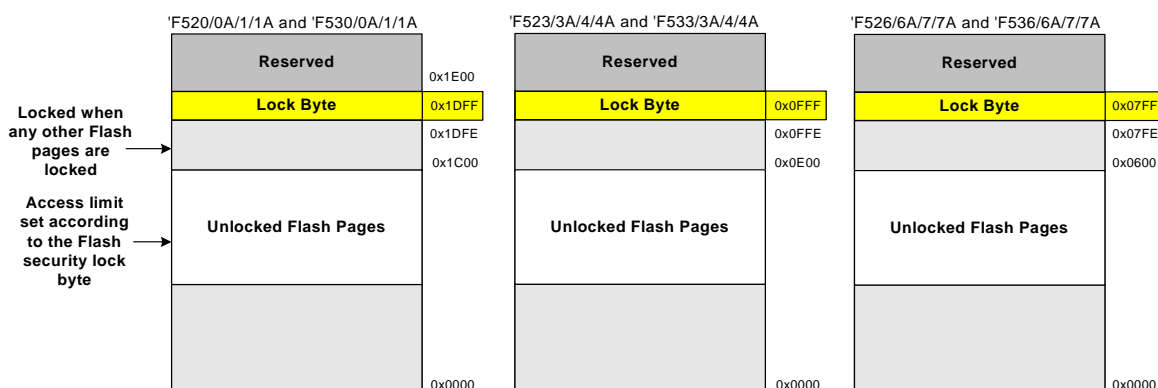 'F520/0A/1/1A and 'F530/0A/1/1A
Reserved
0x1E00
Lock Byte
0x1DFF
0x1DFE
0x1C00
Unlocked Flash Pages
0x0000
Locked when
any other Flash
pages are
locked
Access limit
set according
to the Flash
security lock
byte
'F523/3A/4/4A and 'F533/3A/4/4A
Reserved
Lock Byte
0x0FFF
0x0FFE
0x0E00
Unlocked Flash Pages
0x0000
'F526/6A/7/7A and 'F536/6A/7/7A
Reserved
Lock Byte
0x07FF
0x07FE
0x0600
Unlocked Flash Pages
0x0000